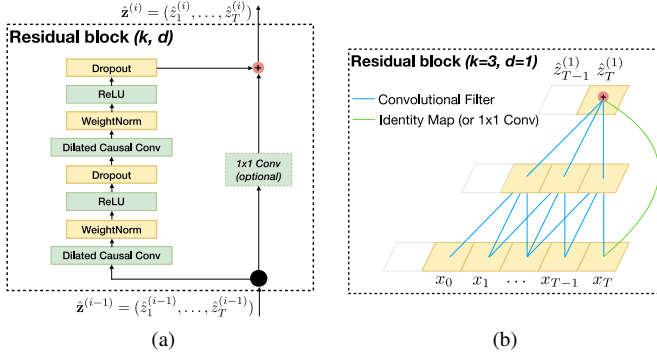 ẑ^(i) = (ẑ_1^(i), . . . , ẑ_T^(i))
Residual block (k, d)
Dropout
ReLU
WeightNorm
Dilated Causal Conv
Dropout
ReLU
WeightNorm
Dilated Causal Conv
+
1x1 Conv
(optional)
ẑ^(i−1) = (ẑ_1^(i−1), . . . , ẑ_T^(i−1))
(a)
Residual block (k=3, d=1)
ẑ_{T−1}^(1) ẑ_T^(1)
+
Convolutional Filter
Identity Map (or 1x1 Conv)
x_0 x_1 . . . x_{T−1} x_T
(b)